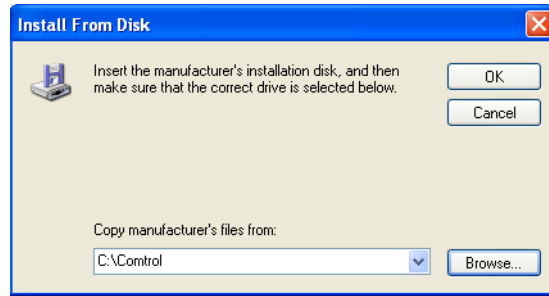 Install From Disk
Insert the manufacturer's installation disk, and then
make sure that the correct drive is selected below.
OK
Cancel
Copy manufacturer's files from:
C:\Comtrol
Browse...